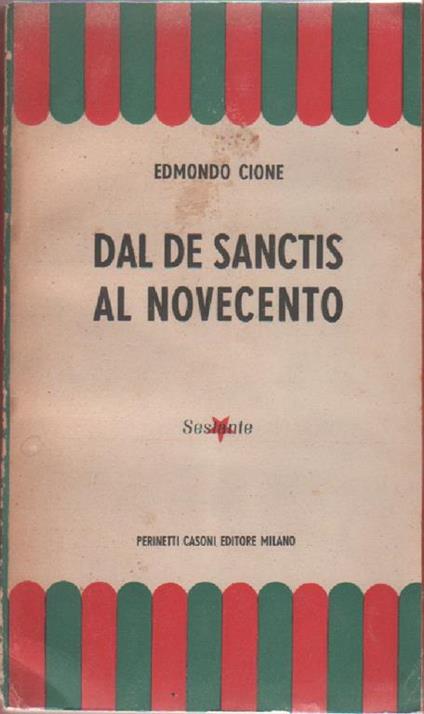 EDMONDO CIONE
DAL DE SANCTIS
AL NOVECENTO
Sestante
PERINETTI CASONI EDITORE MILANO